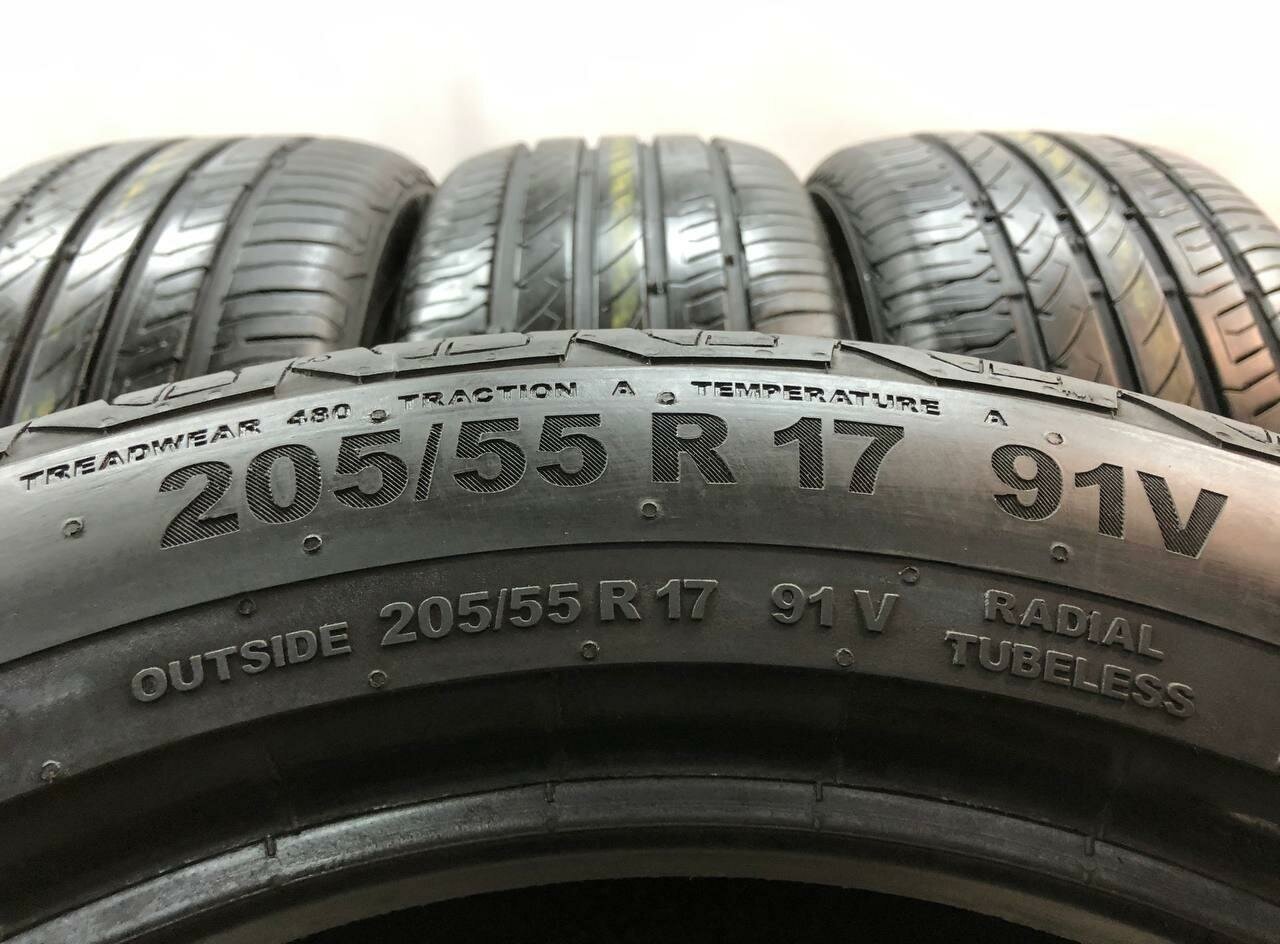 TREADWEAR 480 TRACTION A TEMPERATURE A
205/55 R 17 91V
OUTSIDE 205/55 R 17 91 V RADIAL
TUBELESS